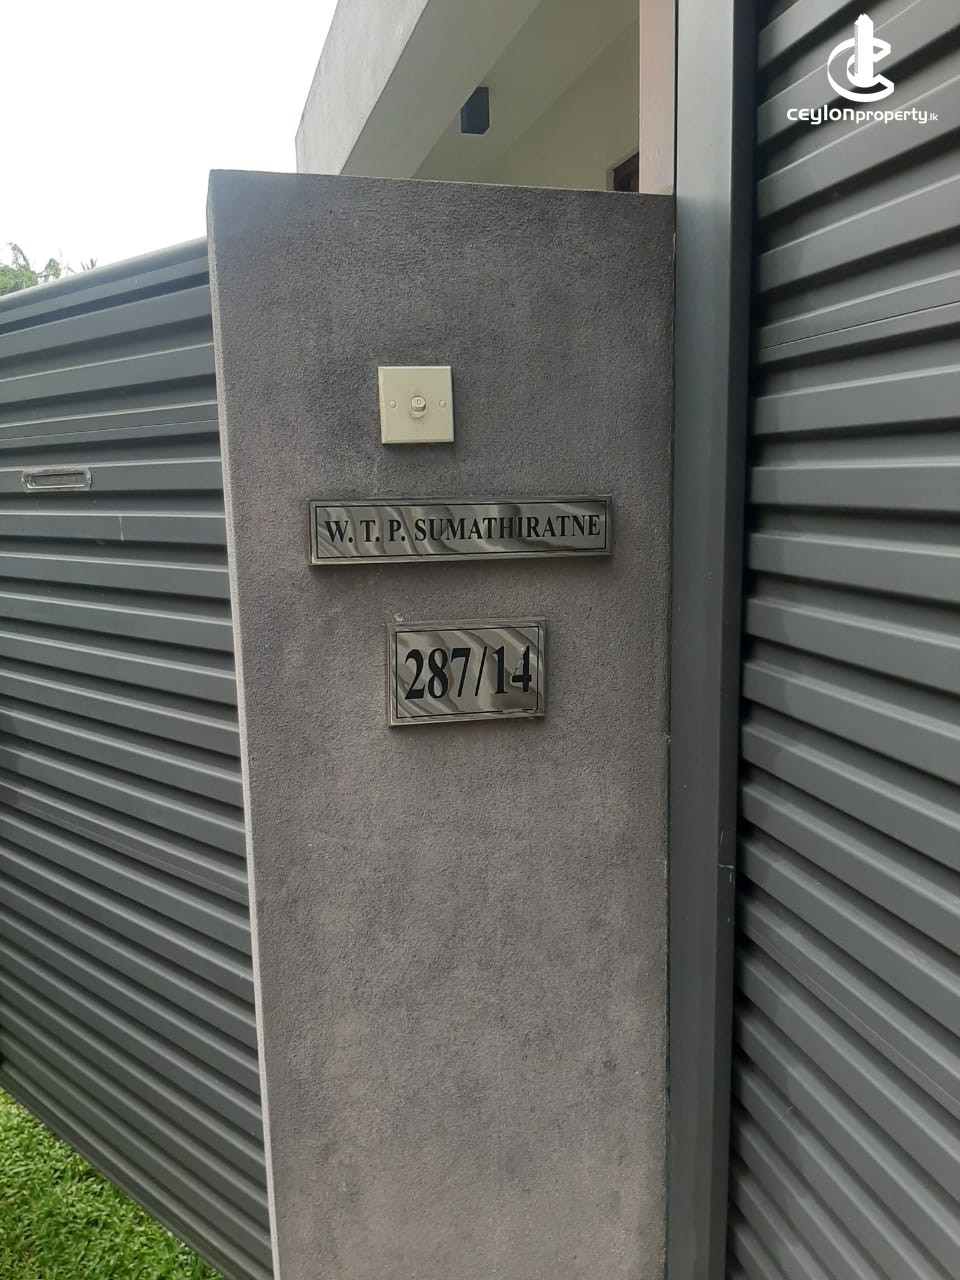 ceylonproperty.lk
W. T. P. SUMATHIRATNE
287/14